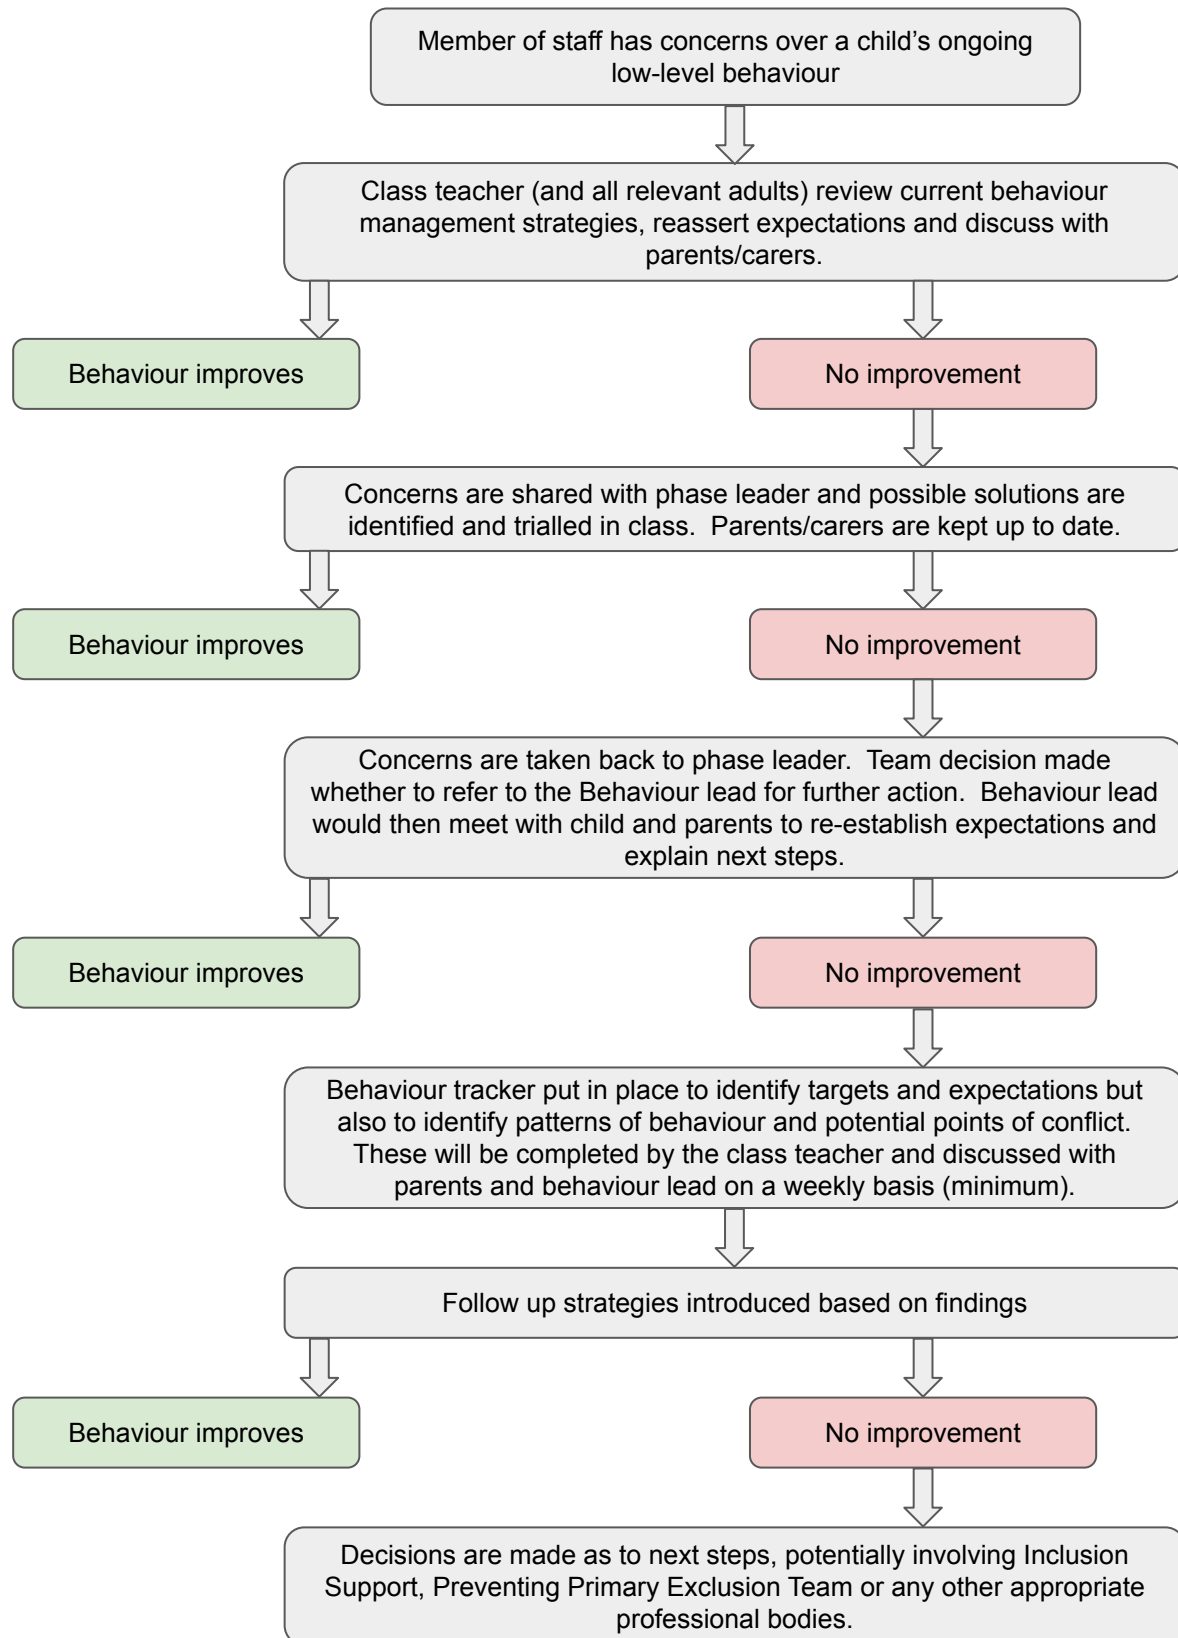 Member of staff has concerns over a child’s ongoing
low-level behaviour
Class teacher (and all relevant adults) review current behaviour
management strategies, reassert expectations and discuss with
parents/carers.
Behaviour improves
No improvement
Concerns are shared with phase leader and possible solutions are
identified and trialled in class.  Parents/carers are kept up to date.
Behaviour improves
No improvement
Concerns are taken back to phase leader.  Team decision made
whether to refer to the Behaviour lead for further action.  Behaviour lead
would then meet with child and parents to re-establish expectations and
explain next steps.
Behaviour improves
No improvement
Behaviour tracker put in place to identify targets and expectations but
also to identify patterns of behaviour and potential points of conflict.
These will be completed by the class teacher and discussed with
parents and behaviour lead on a weekly basis (minimum).
Follow up strategies introduced based on findings
Behaviour improves
No improvement
Decisions are made as to next steps, potentially involving Inclusion
Support, Preventing Primary Exclusion Team or any other appropriate
professional bodies.